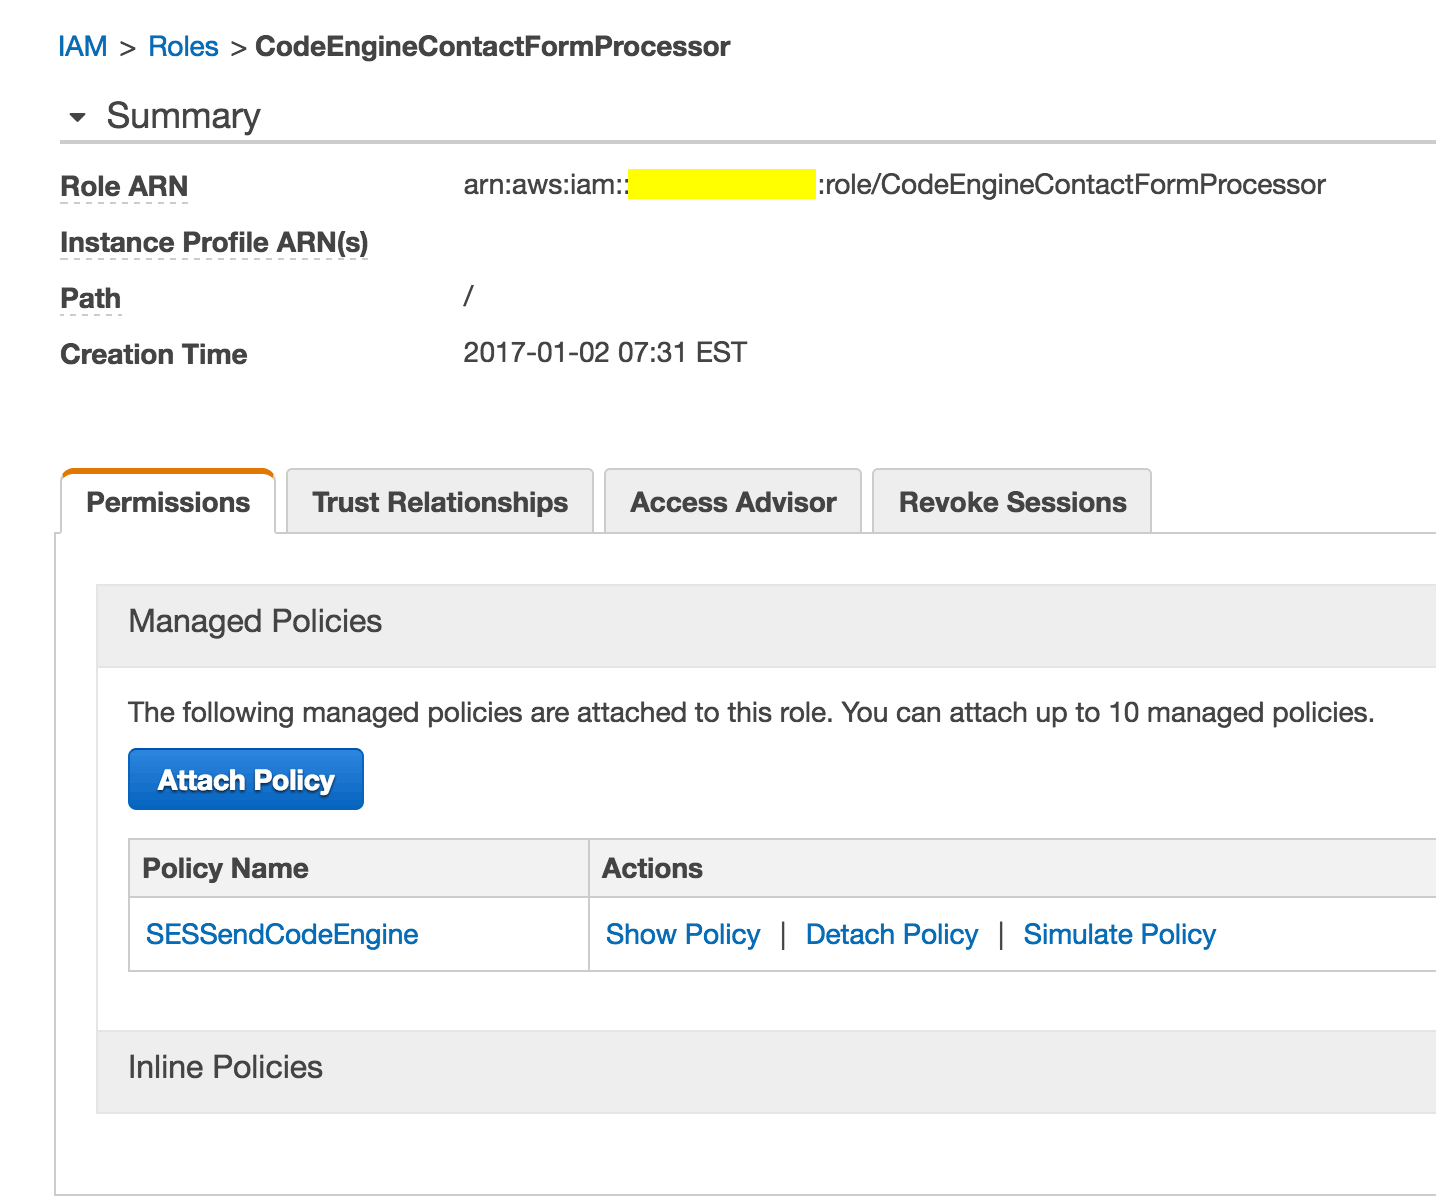 IAM > Roles > CodeEngineContactFormProcessor
Summary
Role ARN arn:aws:iam:: :role/CodeEngineContactFormProcessor
Instance Profile ARN(s)
Path /
Creation Time 2017-01-02 07:31 EST
Permissions Trust Relationships Access Advisor Revoke Sessions
Managed Policies
The following managed policies are attached to this role. You can attach up to 10 managed policies.
Attach Policy
Policy Name Actions
SESSendCodeEngine Show Policy | Detach Policy | Simulate Policy
Inline Policies